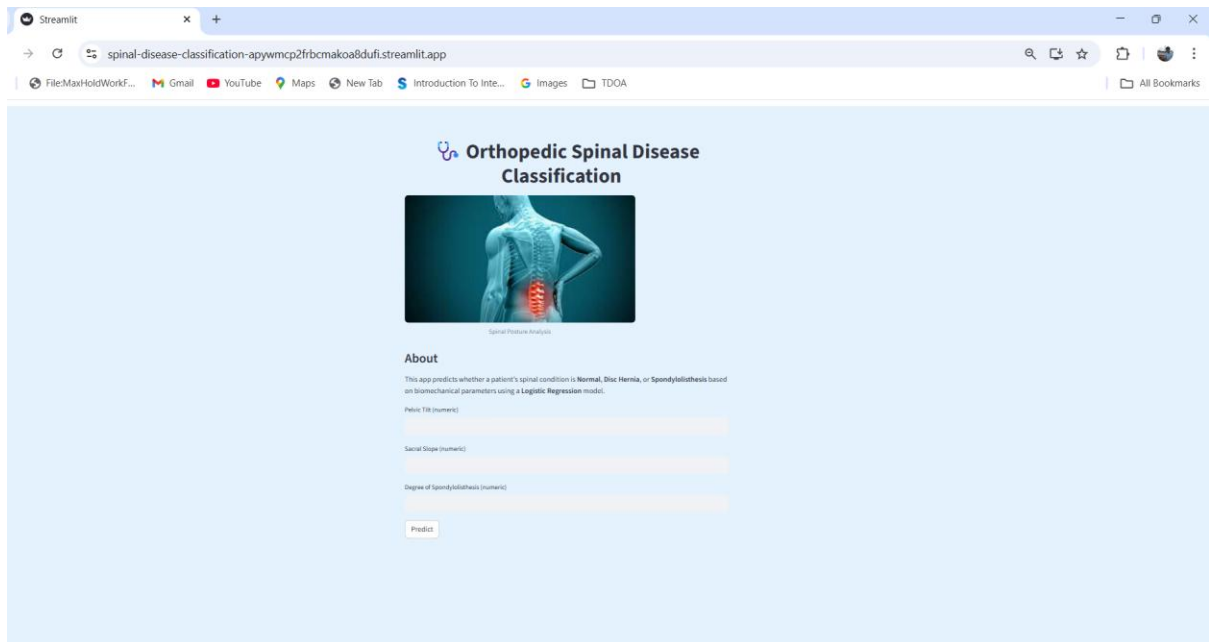 Streamlit
spinal-disease-classification-apywmcp2frbcmakoa8dufi.streamlit.app
File:MaxHoldWorkF... Gmail YouTube Maps New Tab Introduction To Inte... Images TDOA All Bookmarks
Orthopedic Spinal Disease
Classification
Spinal Posture Analysis
About
This app predicts whether a patient's spinal condition is Normal, Disc Hernia, or Spondylolisthesis based
on biomechanical parameters using a Logistic Regression model.
Pelvic Tilt (numeric)
Sacral Slope (numeric)
Degree of Spondylolisthesis (numeric)
Predict